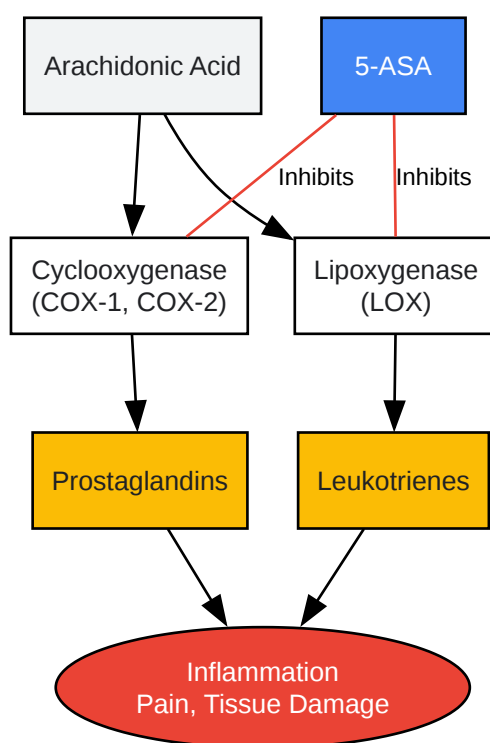 Arachidonic Acid
5-ASA
Inhibits
Inhibits
Cyclooxygenase
(COX-1, COX-2)
Lipoxygenase
(LOX)
Prostaglandins
Leukotrienes
Inflammation
Pain, Tissue Damage